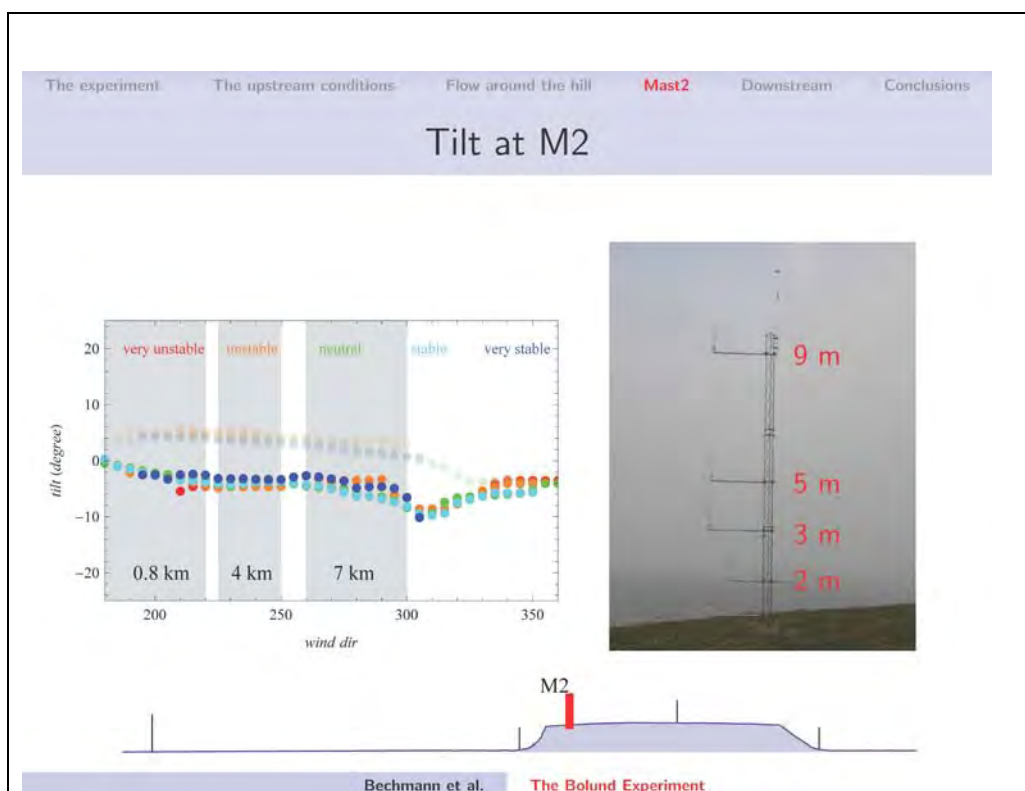 The experiment The upstream conditions Flow around the hill Mast2 Downstream Conclusions
Tilt at M2
very unstable unstable neutral stable very stable
20
10
0
-10
-20
tilt (degree)
0.8 km 4 km 7 km
200 250 300 350
wind dir
9 m
5 m
3 m
2 m
M2
Bechmann et al. The Bolund Experiment